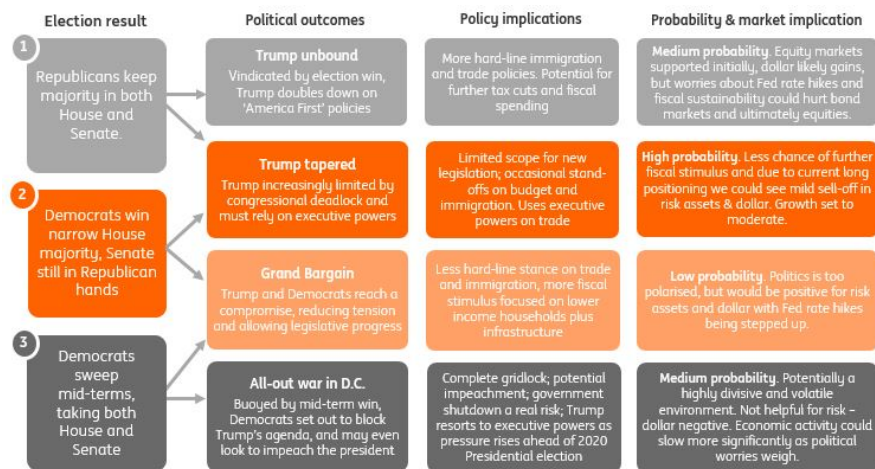 Election result
Political outcomes
Policy implications
Probability & market implication
1
Republicans keep
majority in both
House and
Senate.
Trump unbound
Vindicated by election win,
Trump doubles down on
'America First' policies
More hard-line immigration
and trade policies. Potential for
further tax cuts and fiscal
spending
Medium probability. Equity markets
supported initially, dollar likely gains,
but worries about Fed rate hikes and
fiscal sustainability could hurt bond
markets and ultimately equities.
Trump tapered
Trump increasingly limited by
congressional deadlock and
must rely on executive powers
Limited scope for new
legislation; occasional stand-
offs on budget and
immigration. Uses executive
powers on trade
High probability. Less chance of further
fiscal stimulus and due to current long
positioning we could see mild sell-off in
risk assets & dollar. Growth set to
moderate.
2
Democrats win
narrow House
majority, Senate
still in Republican
hands
Grand Bargain
Trump and Democrats reach a
compromise, reducing tension
and allowing legislative progress
Less hard-line stance on trade
and immigration, more fiscal
stimulus focused on lower
income households plus
infrastructure
Low probability. Politics is too
polarised, but would be positive for risk
assets and dollar with Fed rate hikes
being stepped up.
3
Democrats
sweep
mid-terms,
taking both
House and
Senate
All-out war in D.C.
Buoyed by mid-term win,
Democrats set out to block
Trump's agenda, and may even
look to impeach the president
Complete gridlock; potential
impeachment; government
shutdown a real risk; Trump
resorts to executive powers as
pressure rises ahead of 2020
Presidential election
Medium probability. Potentially a
highly divisive and volatile
environment. Not helpful for risk –
dollar negative. Economic activity could
slow more significantly as political
worries weigh.